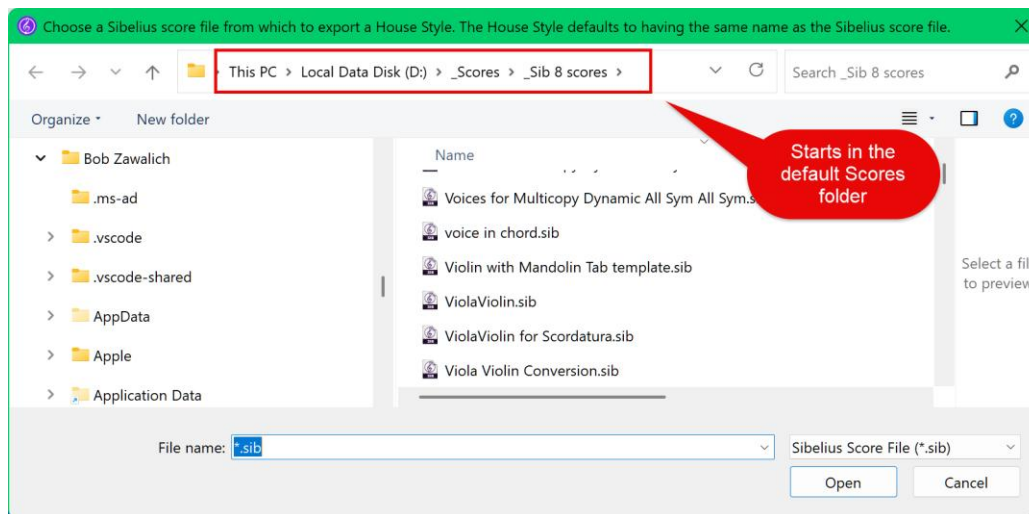 Choose a Sibelius score file from which to export a House Style. The House Style defaults to having the same name as the Sibelius score file.
This PC > Local Data Disk (D:) > _Scores > _Sib 8 scores >
Search _Sib 8 scores
Organize
New folder
Starts in the
default Scores
folder
Bob Zawalich
.ms-ad
.vscode
.vscode-shared
AppData
Apple
Application Data
Name
Voices for Multicopy Dynamic All Sym All Sym.s
voice in chord.sib
Violin with Mandolin Tab template.sib
ViolaViolin.sib
ViolaViolin for Scordatura.sib
Viola Violin Conversion.sib
Select a fil
to preview
File name: *.sib
Sibelius Score File (*.sib)
Open
Cancel